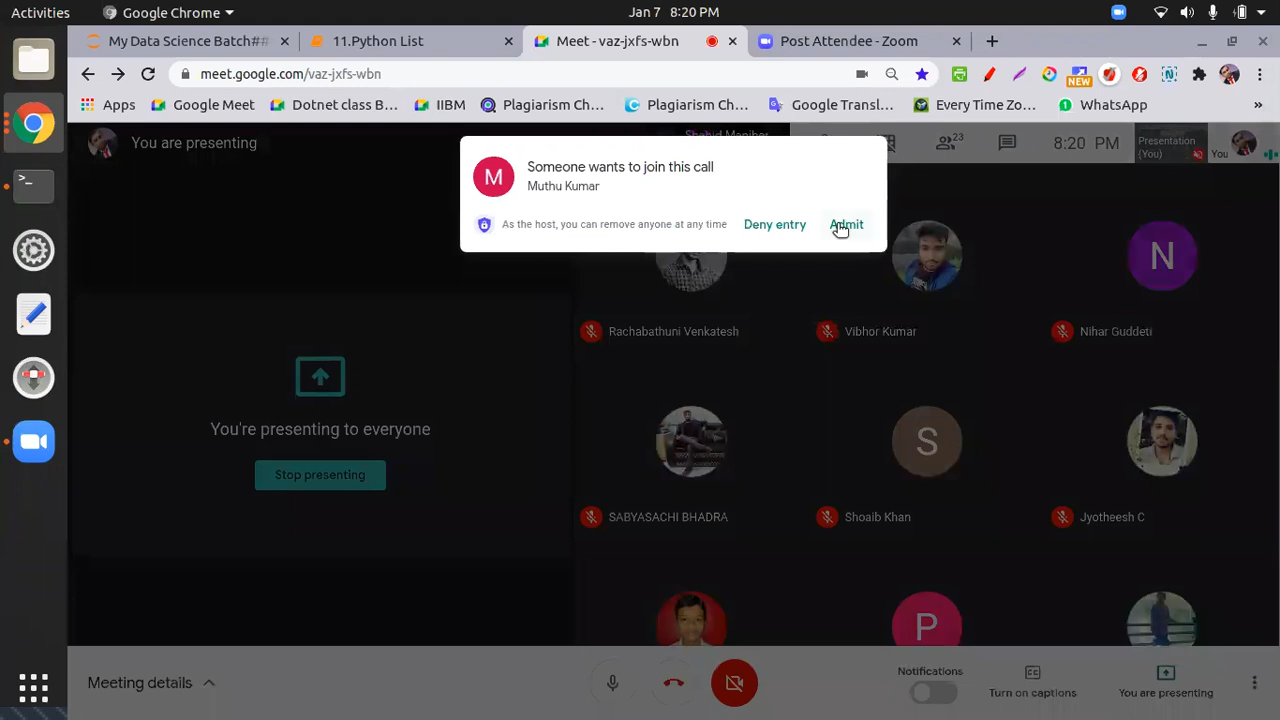 Activities
Google Chrome
Jan 7 8:20 PM
My Data Science Batch##
11.Python List
Meet - vaz-jxfs-wbn
Post Attendee - Zoom
meet.google.com/vaz-jxfs-wbn
NEW
Apps
Google Meet
Dotnet class B...
IIBM
Plagiarism Ch...
Plagiarism Ch...
Google Transl...
Every Time Zo...
WhatsApp
»
You are presenting
23
8:20 PM
Presentation
(You)
You
M
Someone wants to join this call
Muthu Kumar
As the host, you can remove anyone at any time
Deny entry
Admit
N
Rachabathuni Venkatesh
Vibhor Kumar
Nihar Guddeti
You're presenting to everyone
Stop presenting
S
SABYASACHI BHADRA
Shoaib Khan
Jyotheesh C
P
Meeting details
Notifications
Turn on captions
You are presenting